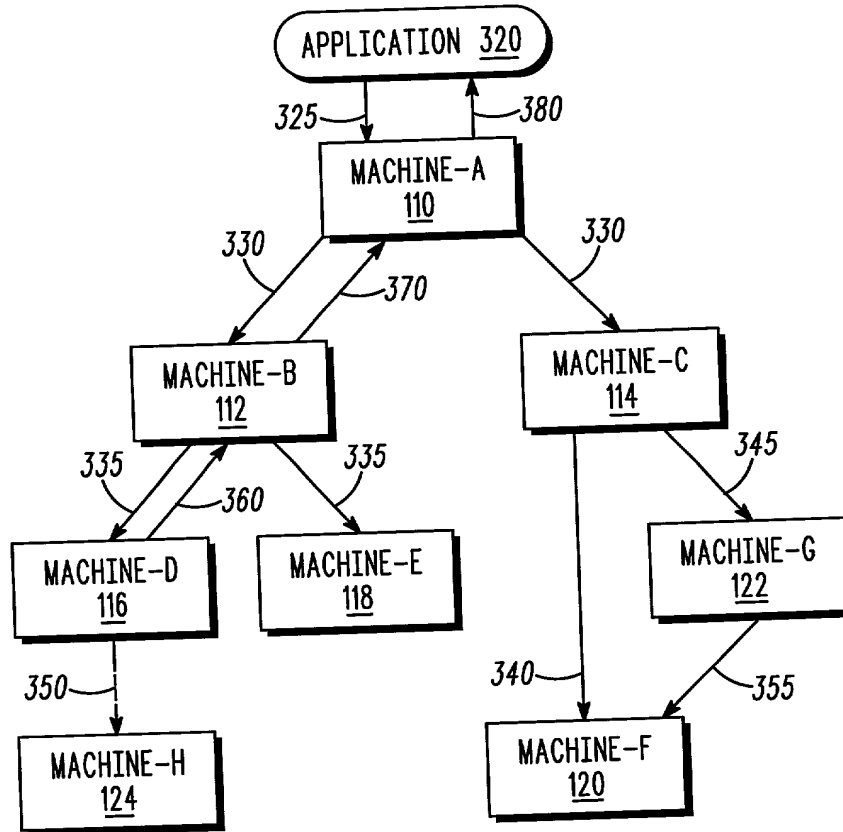 APPLICATION 320
325
380
MACHINE-A
110
330
370
330
MACHINE-B
112
MACHINE-C
114
335
360
335
345
MACHINE-D
116
MACHINE-E
118
MACHINE-G
122
350
340
355
MACHINE-H
124
MACHINE-F
120